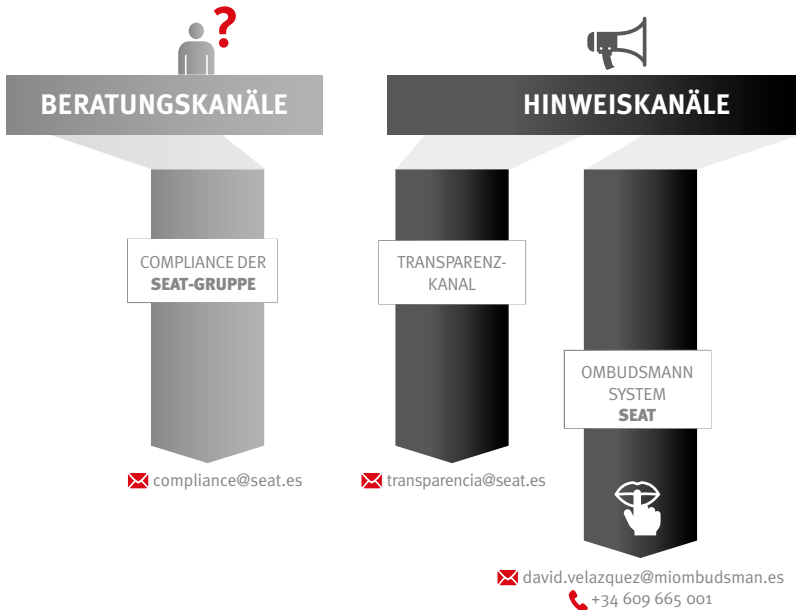 ?
BERATUNGSKANÄLE
HINWEISKANÄLE
COMPLIANCE DER
SEAT-GRUPPE
TRANSPARENZ-
KANAL
OMBUDSMANN
SYSTEM
SEAT
compliance@seat.es
transparencia@seat.es
david.velazquez@miombudsman.es
+34 609 665 001